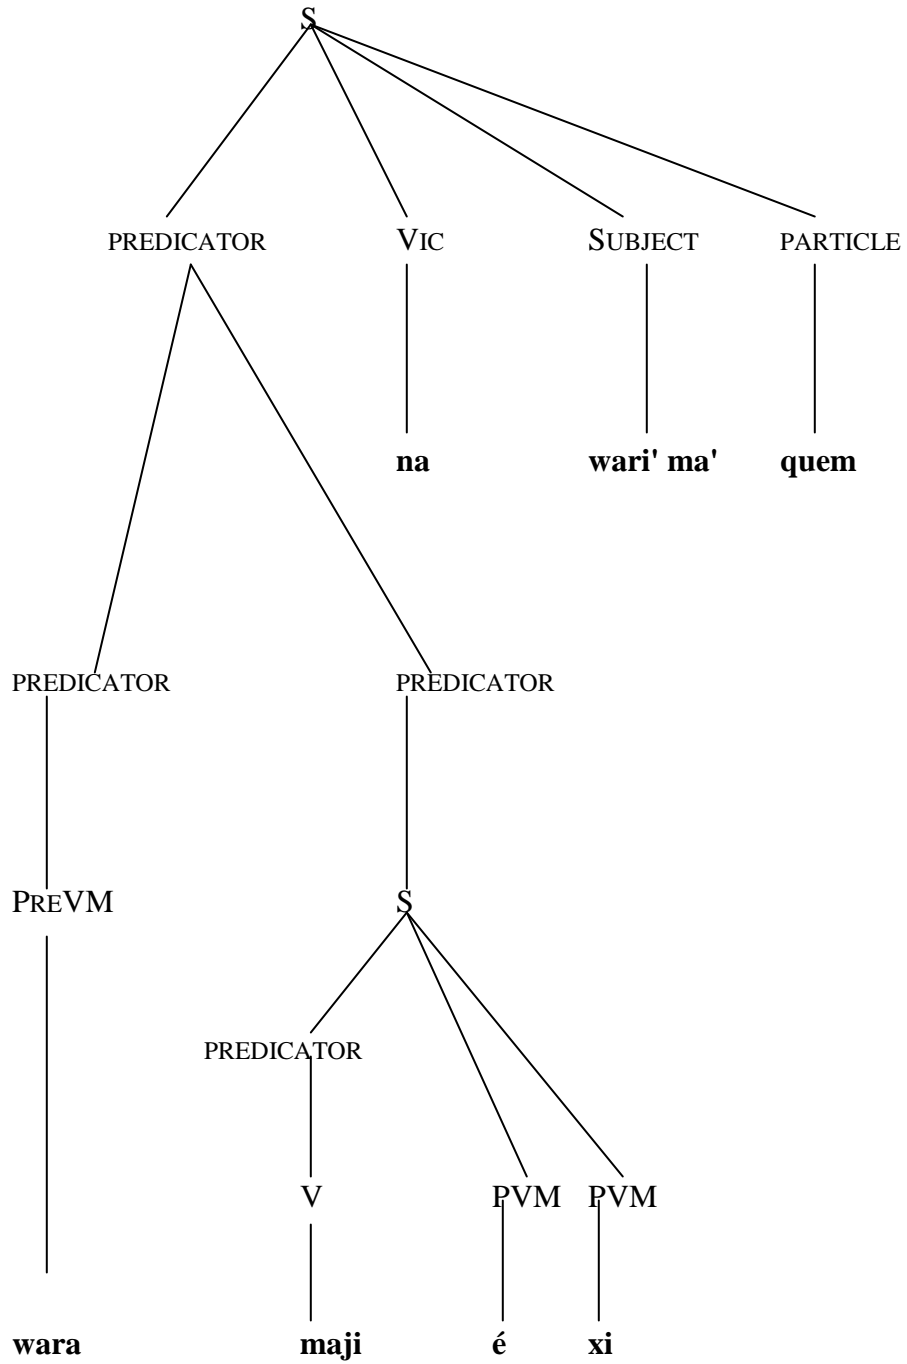 S
PREDICATOR VIC SUBJECT PARTICLE
na wari' ma' quem
PREDICATOR PREDICATOR
PREVM S
PREDICATOR
V PVM PVM
wara maji é xi